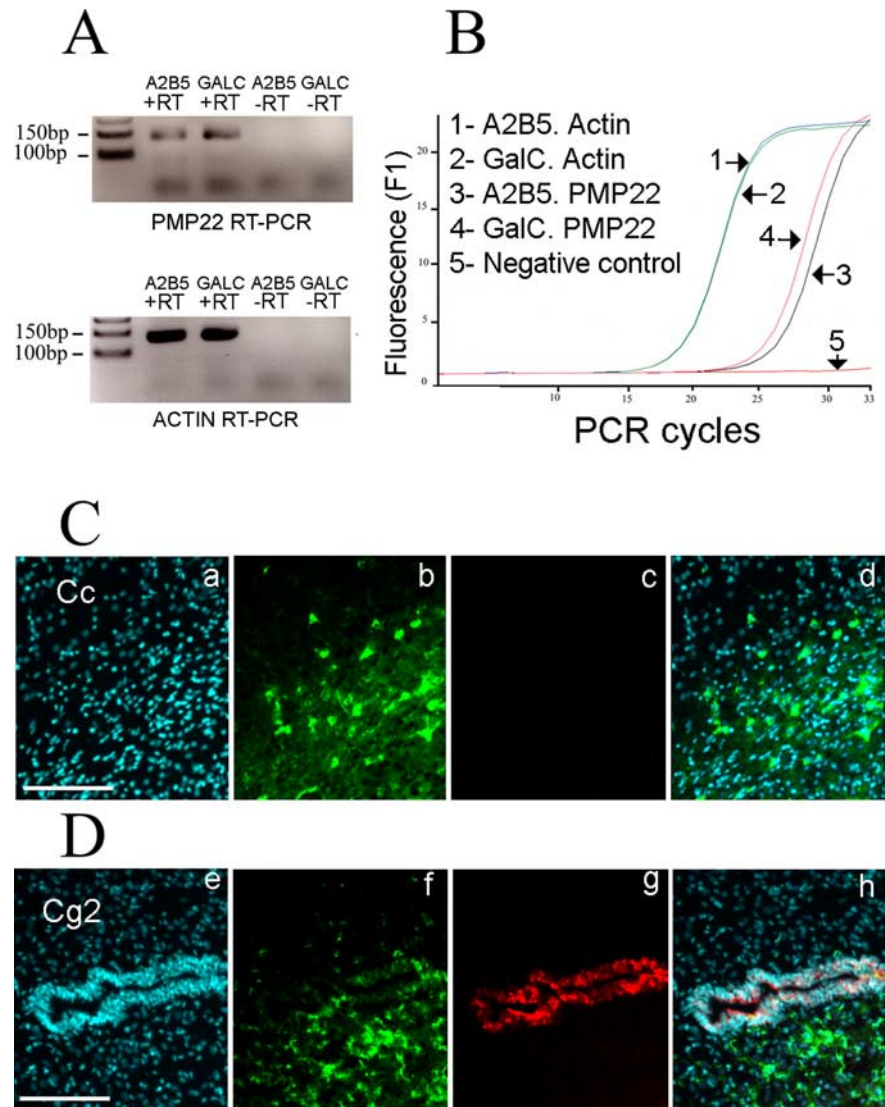 A
A2B5 GALC A2B5 GALC
+RT +RT -RT -RT
150bp
100bp
PMP22 RT-PCR
A2B5 GALC A2B5 GALC
+RT +RT -RT -RT
150bp
100bp
ACTIN RT-PCR
B
1- A2B5. Actin
2- GalC. Actin
3- A2B5. PMP22
4- GalC. PMP22
5- Negative control
Fluorescence (F1)
20
15
10
5
0
1
2
4
3
5
10 15 20 25 30 33
PCR cycles
C
Cc
a
b
c
d
D
Cg2
e
f
g
h